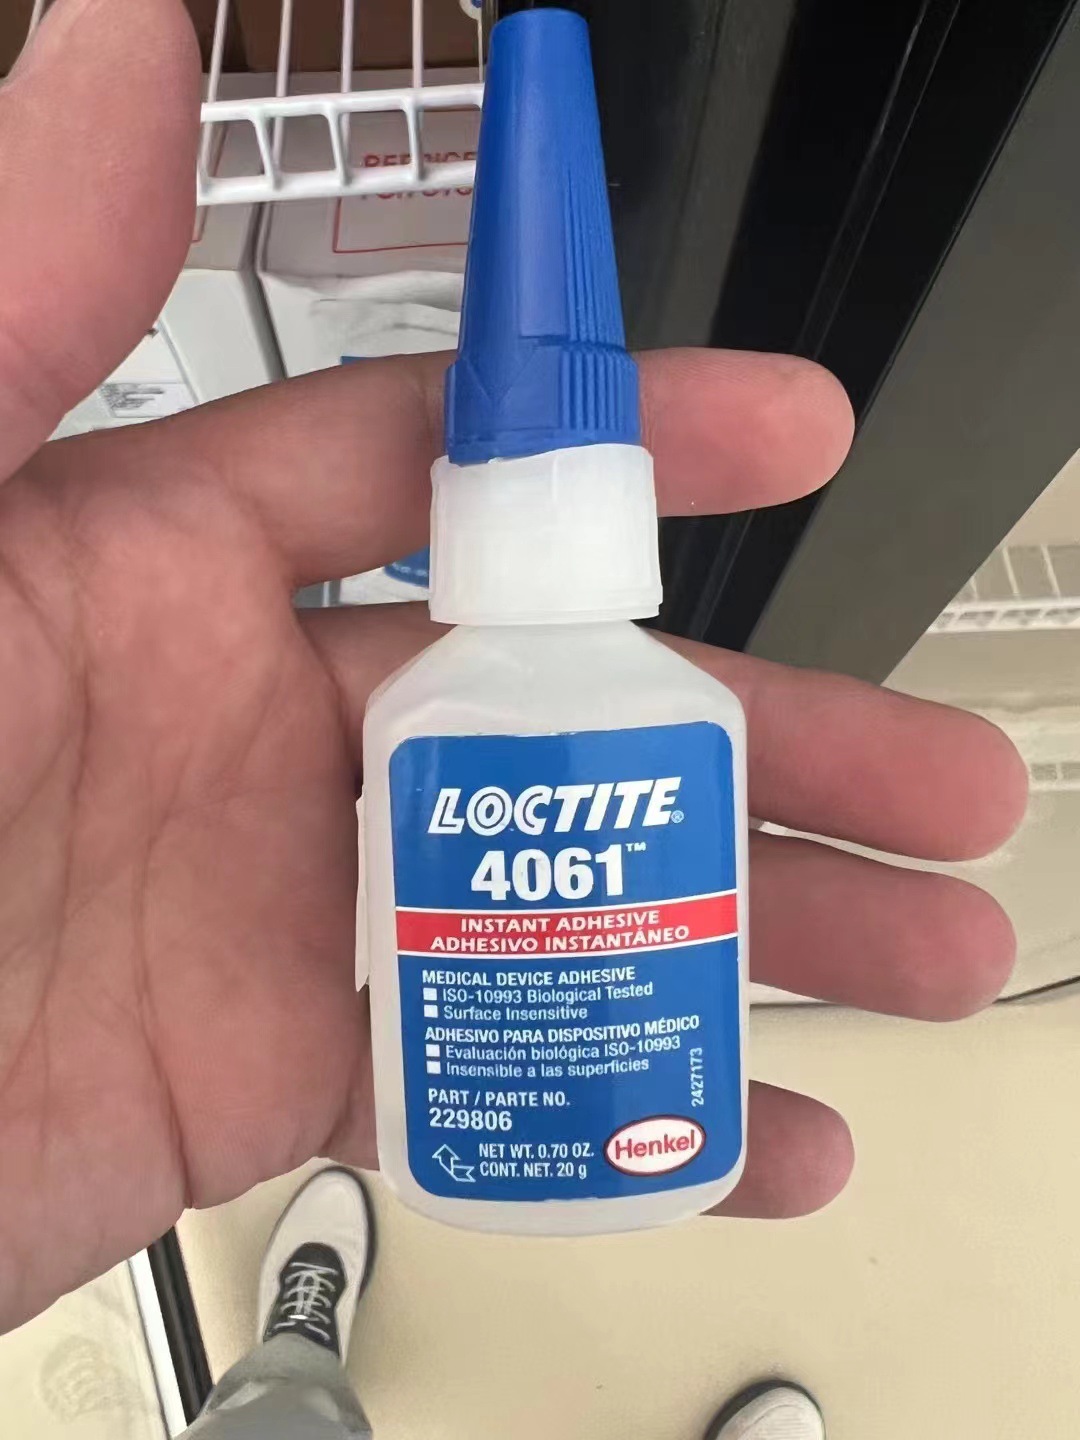 LOCTITE®
4061™
INSTANT ADHESIVE
ADHESIVO INSTANTÁNEO
MEDICAL DEVICE ADHESIVE
ISO-10993 Biological Tested
Surface Insensitive
ADHESIVO PARA DISPOSITIVO MÉDICO
Evaluación biológica ISO-10993
Insensible a las superficies
2427173
PART / PARTE NO.
229806
NET WT. 0.70 OZ.
CONT. NET. 20 g
Henkel